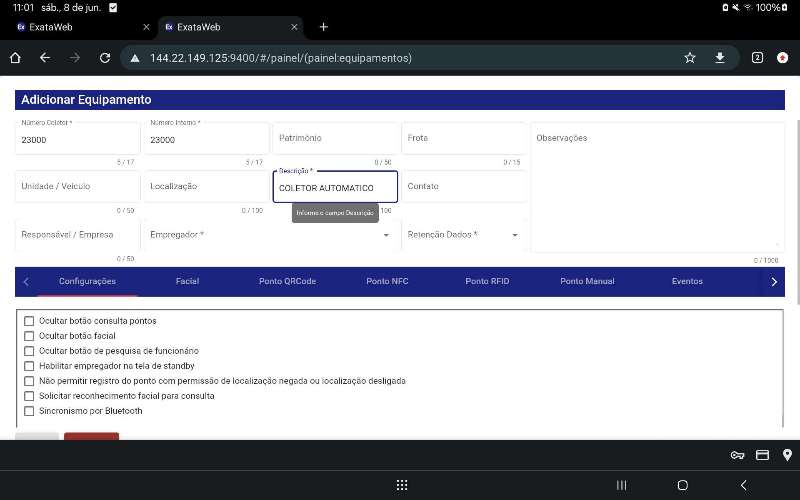 11:01 sáb., 8 de jun. 100%
Ex ExataWeb
Ex ExataWeb
144.22.149.125:9400/#/painel/(painel:equipamentos)
2
Adicionar Equipamento
Número Coletor *
23000
5 / 17
Número Interno *
23000
5 / 17
Patrimônio
0 / 50
Frota
0 / 15
Observações
0 / 1000
Unidade / Veículo
0 / 50
Localização
0 / 100
Descrição *
COLETOR AUTOMATICO
100
Informe o campo Descrição
Contato
Responsável / Empresa
0 / 50
Empregador *
Retenção Dados *
Configurações Facial Ponto QRCode Ponto NFC Ponto RFID Ponto Manual Eventos
Ocultar botão consulta pontos
Ocultar botão facial
Ocultar botão de pesquisa de funcionário
Habilitar empregador na tela de standby
Não permitir registro do ponto com permissão de localização negada ou localização desligada
Solicitar reconhecimento facial para consulta
Sincronismo por Bluetooth